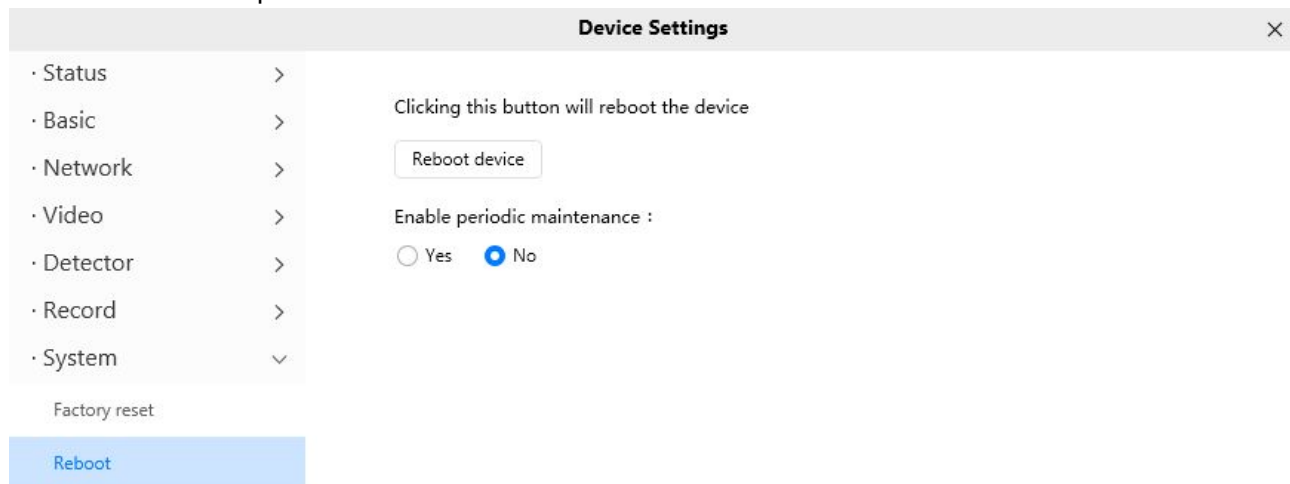 Device Settings
· Status
· Basic
· Network
· Video
· Detector
· Record
· System
Factory reset
Reboot
Clicking this button will reboot the device
Reboot device
Enable periodic maintenance :
Yes No